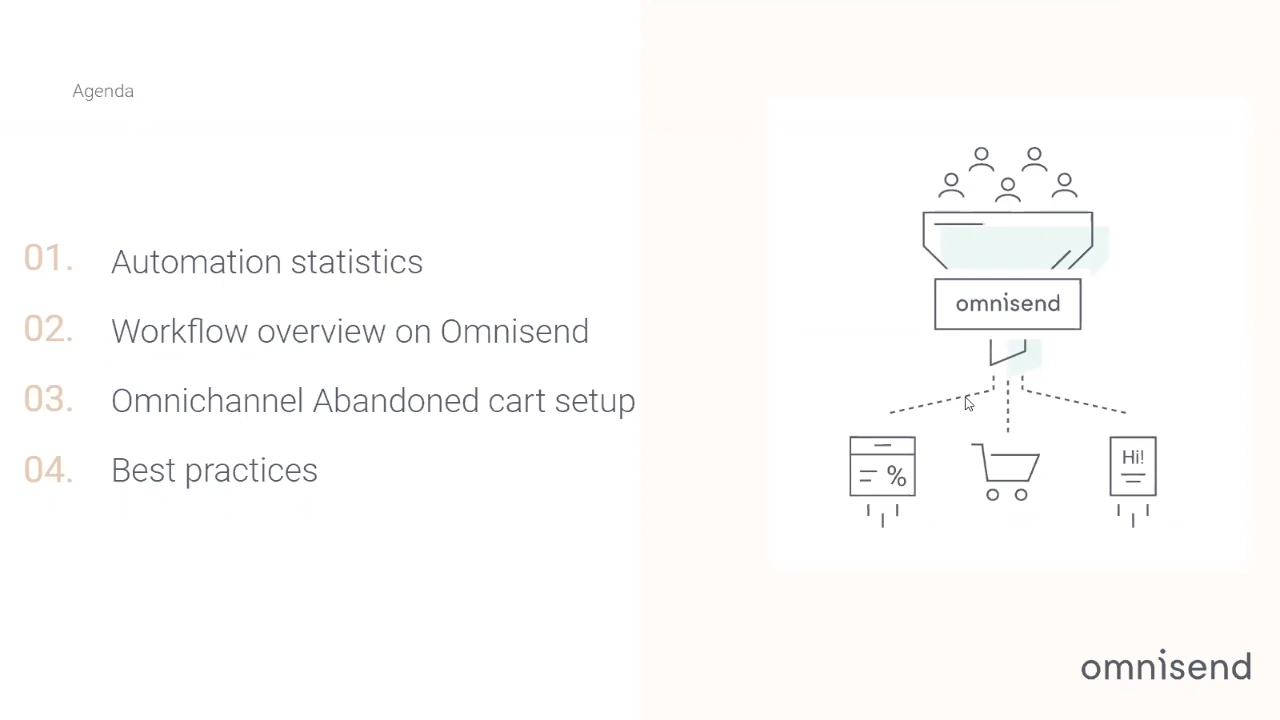 Agenda
01. Automation statistics
02. Workflow overview on Omnisend
03. Omnichannel Abandoned cart setup
04. Best practices
omnisend
%
Hi!
omnisend